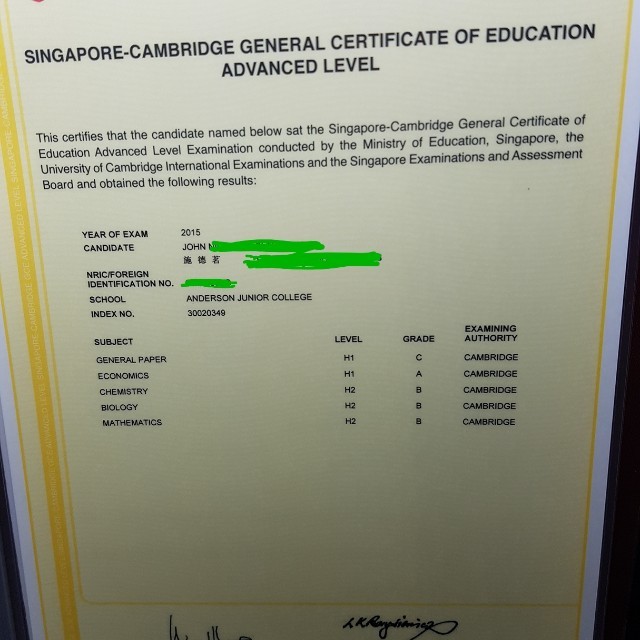 SINGAPORE-CAMBRIDGE GENERAL CERTIFICATE OF EDUCATION
ADVANCED LEVEL
This certifies that the candidate named below sat the Singapore-Cambridge General Certificate of
Education Advanced Level Examination conducted by the Ministry of Education, Singapore, the
University of Cambridge International Examinations and the Singapore Examinations and Assessment
Board and obtained the following results:
YEAR OF EXAM 2015
CANDIDATE JOHN
施 德 茗
NRIC/FOREIGN
IDENTIFICATION NO.
SCHOOL ANDERSON JUNIOR COLLEGE
INDEX NO. 30020349
SUBJECT LEVEL GRADE EXAMINING AUTHORITY
GENERAL PAPER H1 C CAMBRIDGE
ECONOMICS H1 A CAMBRIDGE
CHEMISTRY H2 B CAMBRIDGE
BIOLOGY H2 B CAMBRIDGE
MATHEMATICS H2 B CAMBRIDGE